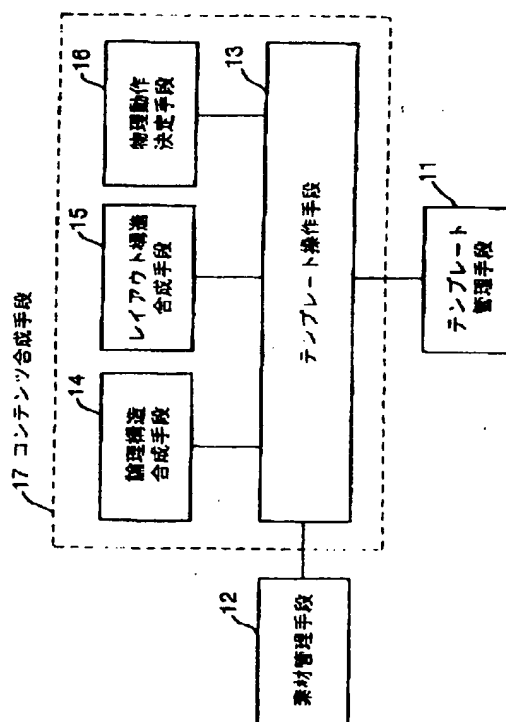 17 コンテンツ合成手段
14
論理構造
合成手段
15
レイアウト構造
合成手段
16
物理動作
決定手段
13
テンプレート操作手段
12
素材管理手段
11
テンプレート
管理手段